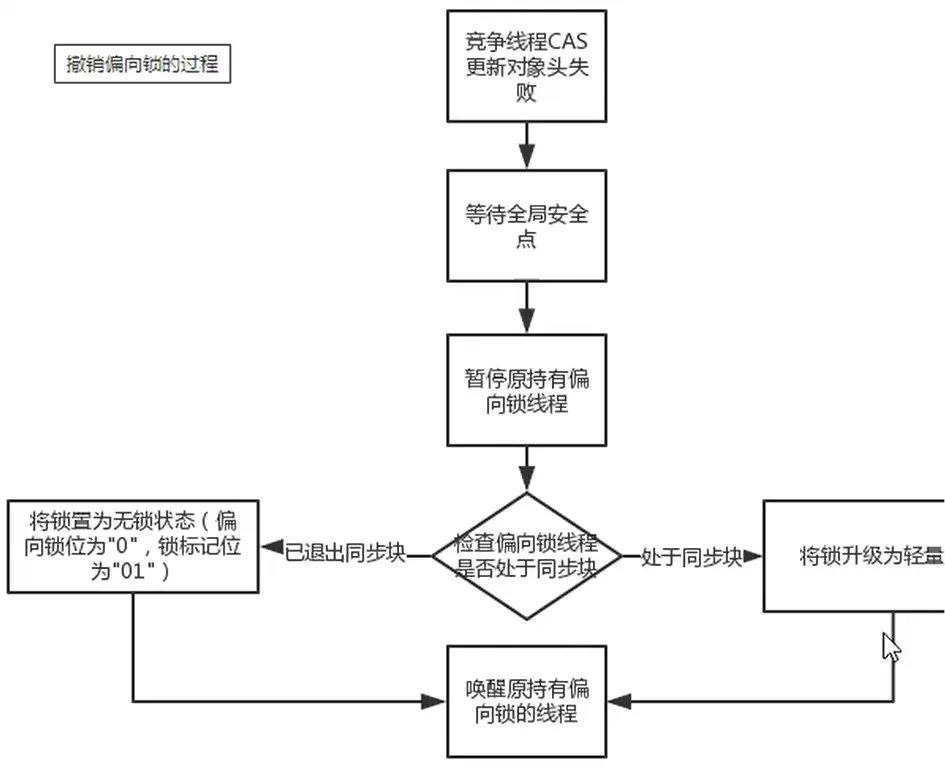 撤销偏向锁的过程
竞争线程CAS
更新对象头失
败
等待全局安全
点
暂停原持有偏
向锁线程
检查偏向锁线程
是否处于同步块
已退出同步块
处于同步块
将锁置为无锁状态（偏
向锁位为"0"，锁标记位
为"01"）
将锁升级为轻量
唤醒原持有偏
向锁的线程